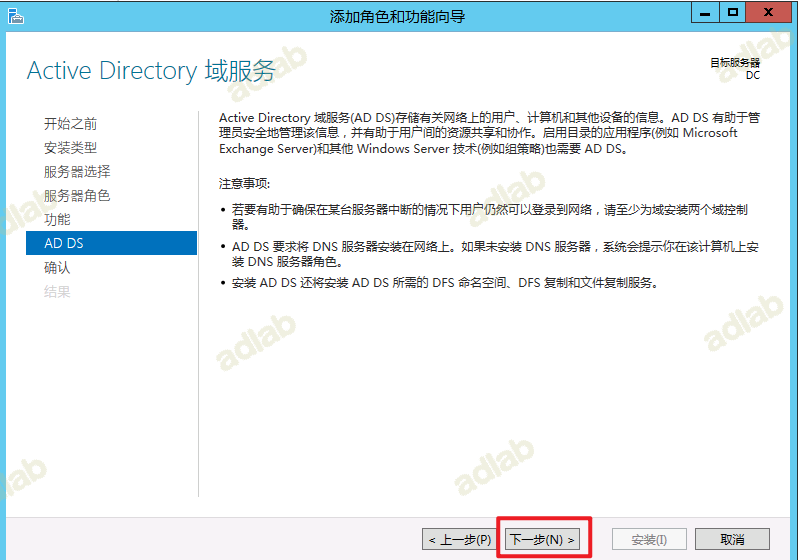 添加角色和功能向导
Active Directory 域服务
目标服务器
DC
开始之前
安装类型
服务器选择
服务器角色
功能
AD DS
确认
结果
Active Directory 域服务(AD DS)存储有关网络上的用户、计算机和其他设备的信息。AD DS 有助于管
理员安全地管理该信息，并有助于用户间的资源共享和协作。启用目录的应用程序(例如 Microsoft
Exchange Server)和其他 Windows Server 技术(例如组策略)也需要 AD DS。
注意事项:
• 若要有助于确保在某台服务器中断的情况下用户仍然可以登录到网络，请至少为域安装两个域控制
器。
• AD DS 要求将 DNS 服务器安装在网络上。如果未安装 DNS 服务器，系统会提示你在该计算机上安
装 DNS 服务器角色。
• 安装 AD DS 还将安装 AD DS 所需的 DFS 命名空间、DFS 复制和文件复制服务。
< 上一步(P)
下一步(N) >
安装(I)
取消
adlab
adlab
adlab
adlab
adlab
adlab
adlab
adlab